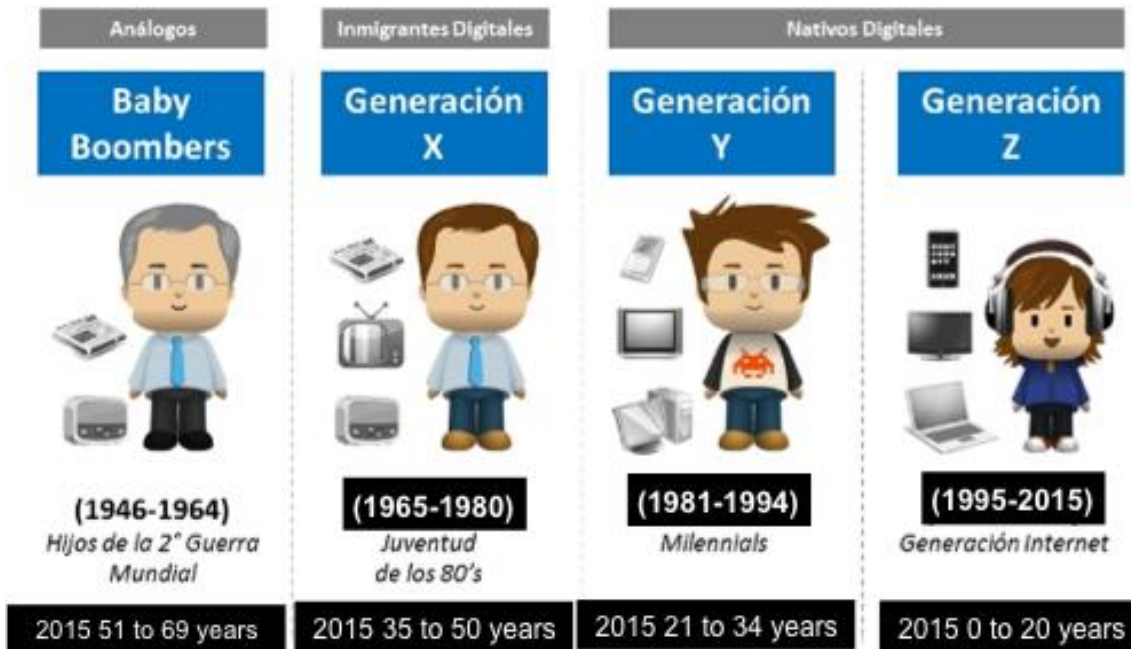 Análogos
Inmigrantes Digitales
Nativos Digitales
Baby
Boombers
Generación
X
Generación
Y
Generación
Z
(1946-1964)
Hijos de la 2° Guerra
Mundial
(1965-1980)
Juventud
de los 80's
(1981-1994)
Milennials
(1995-2015)
Generación Internet
2015 51 to 69 years
2015 35 to 50 years
2015 21 to 34 years
2015 0 to 20 years